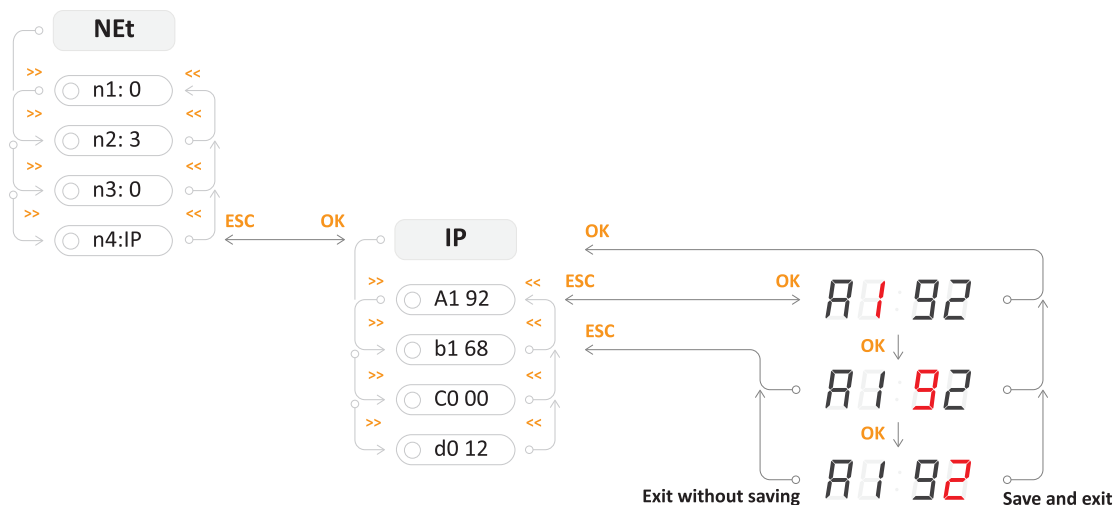 NEt
>> <<
n1: 0
>> <<
n2: 3
>> <<
n3: 0
>> <<
n4:IP
ESC OK
IP
OK
>> <<
A1 92
ESC OK
A1:92
>> <<
b1 68
ESC
OK
>> <<
C0 00
A1 92
>> <<
d0 12
OK
A1 92
Exit without saving
Save and exit